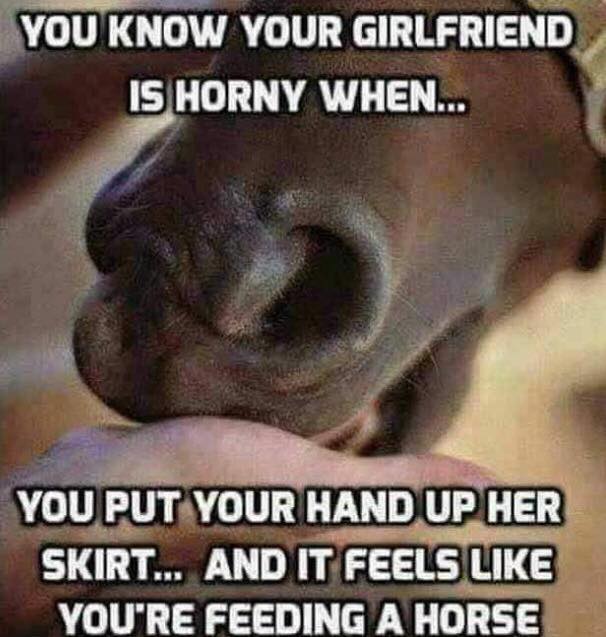 YOU KNOW YOUR GIRLFRIEND
IS HORNY WHEN...
YOU PUT YOUR HAND UP HER
SKIRT... AND IT FEELS LIKE
YOU'RE FEEDING A HORSE